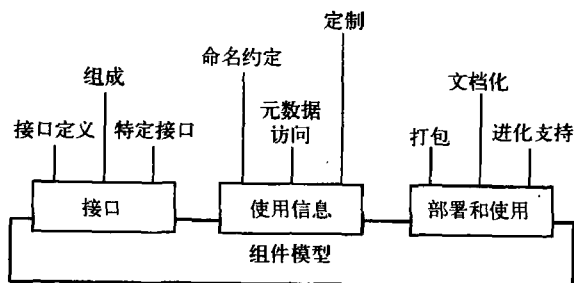 定制
命名约定
组成
元数据
访问
文档化
接口定义
特定接口
打包
进化支持
接口
使用信息
部署和使用
组件模型